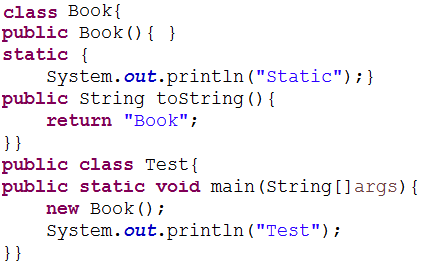 class Book{
public Book(){ }
static {
    System.out.println("Static");}
public String toString(){
    return "Book";
}}
public class Test{
public static void main(String[]args){
    new Book();
    System.out.println("Test");
}}